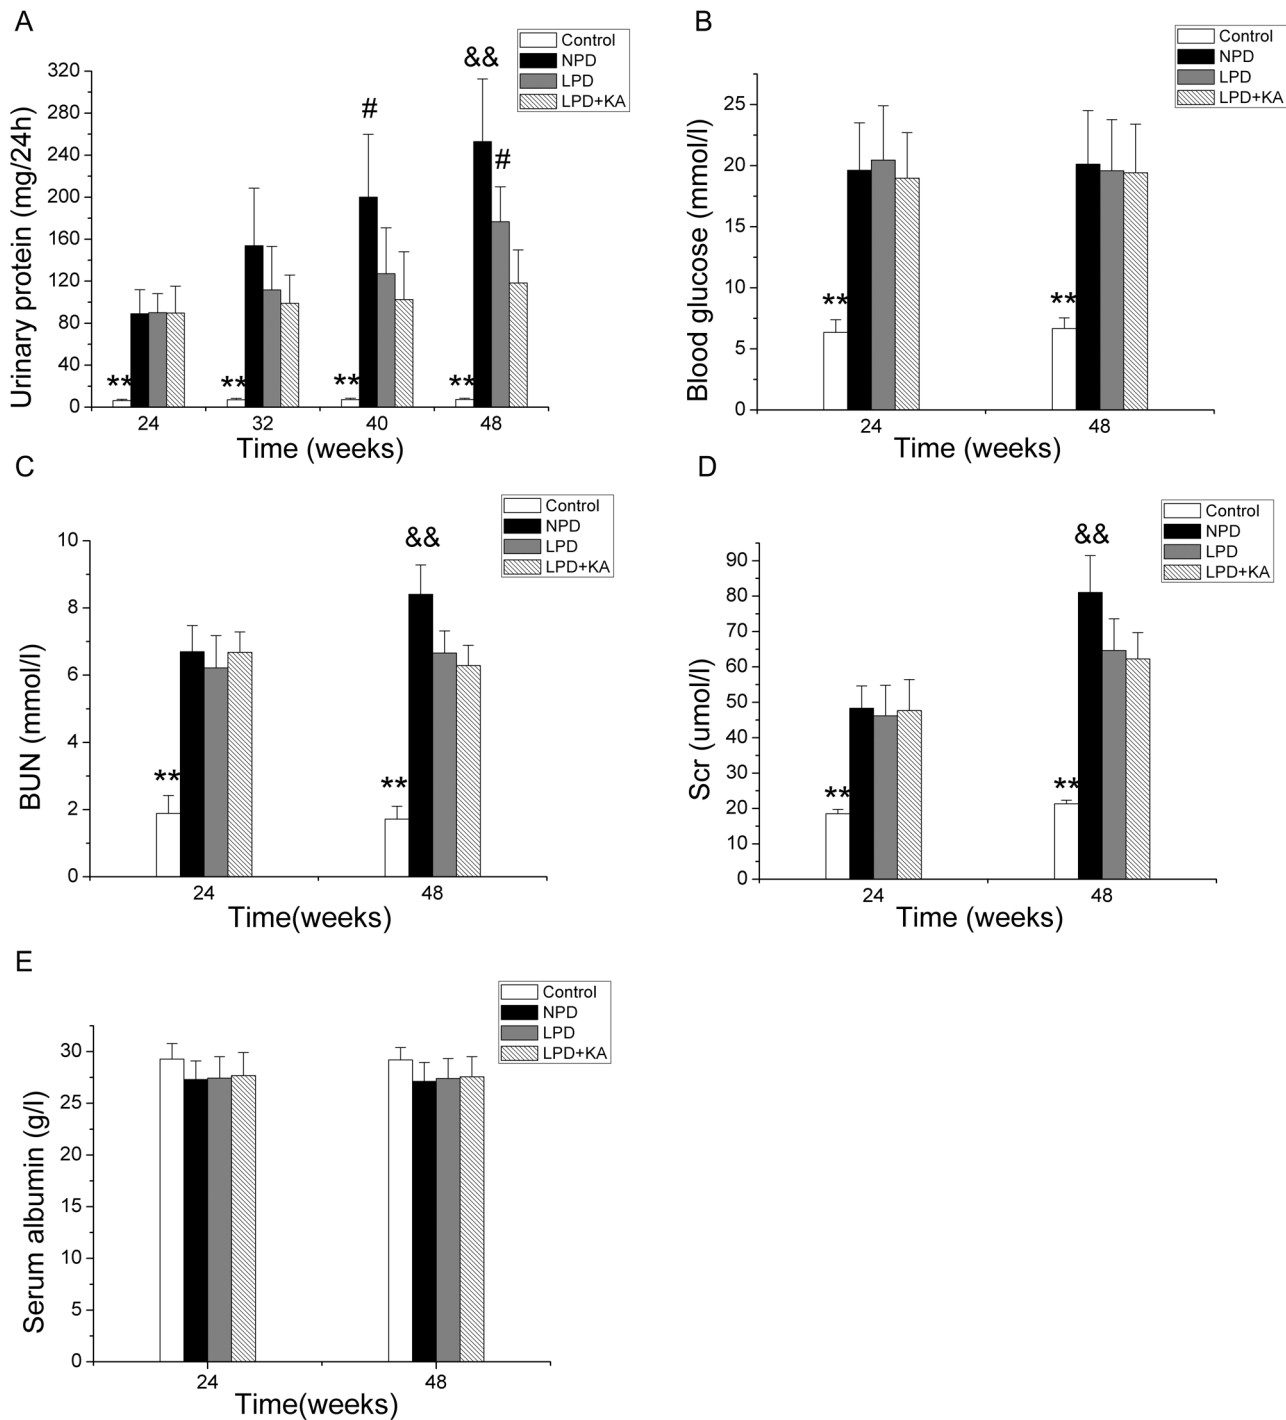 A
Control
NPD
LPD
LPD+KA
&&
#
#
**
**
**
**
320
280
240
200
160
120
80
40
0
24
32
40
48
Urinary protein (mg/24h)
Time (weeks)
B
Control
NPD
LPD
LPD+KA
25
20
15
10
5
0
**
**
24
48
Blood glucose (mmol/l)
Time (weeks)
C
Control
NPD
LPD
LPD+KA
&&
10
8
6
4
2
0
**
**
24
48
BUN (mmol/l)
Time(weeks)
D
Control
NPD
LPD
LPD+KA
&&
90
80
70
60
50
40
30
20
10
0
**
**
24
48
Scr (umol/l)
Time (weeks)
E
Control
NPD
LPD
LPD+KA
30
25
20
15
10
5
0
24
48
Serum albumin (g/l)
Time(weeks)